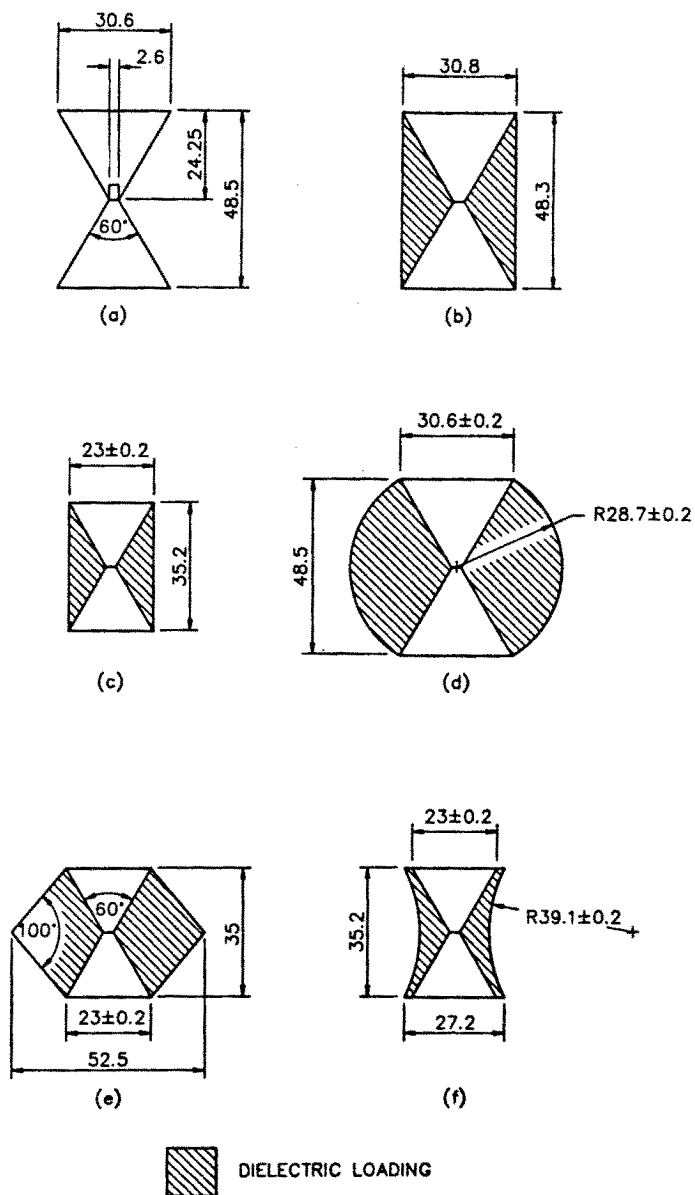 30.6
2.6
24.25
48.5
60°
(a)
30.8
48.3
(b)
23±0.2
35.2
(c)
30.6±0.2
48.5
R28.7±0.2
(d)
100°
60°
35
23±0.2
52.5
(e)
23±0.2
35.2
R39.1±0.2
27.2
(f)
DIELECTRIC LOADING